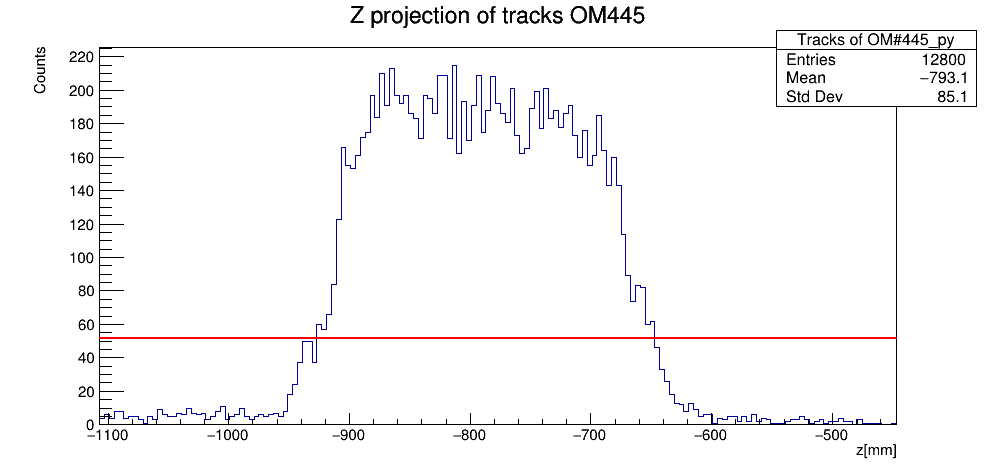 Z projection of tracks OM445
Tracks of OM#445_py
Entries 12800
Mean −793.1
Std Dev 85.1
Counts
220
200
180
160
140
120
100
80
60
40
20
0
−1100 −1000 −900 −800 −700 −600 −500
z[mm]